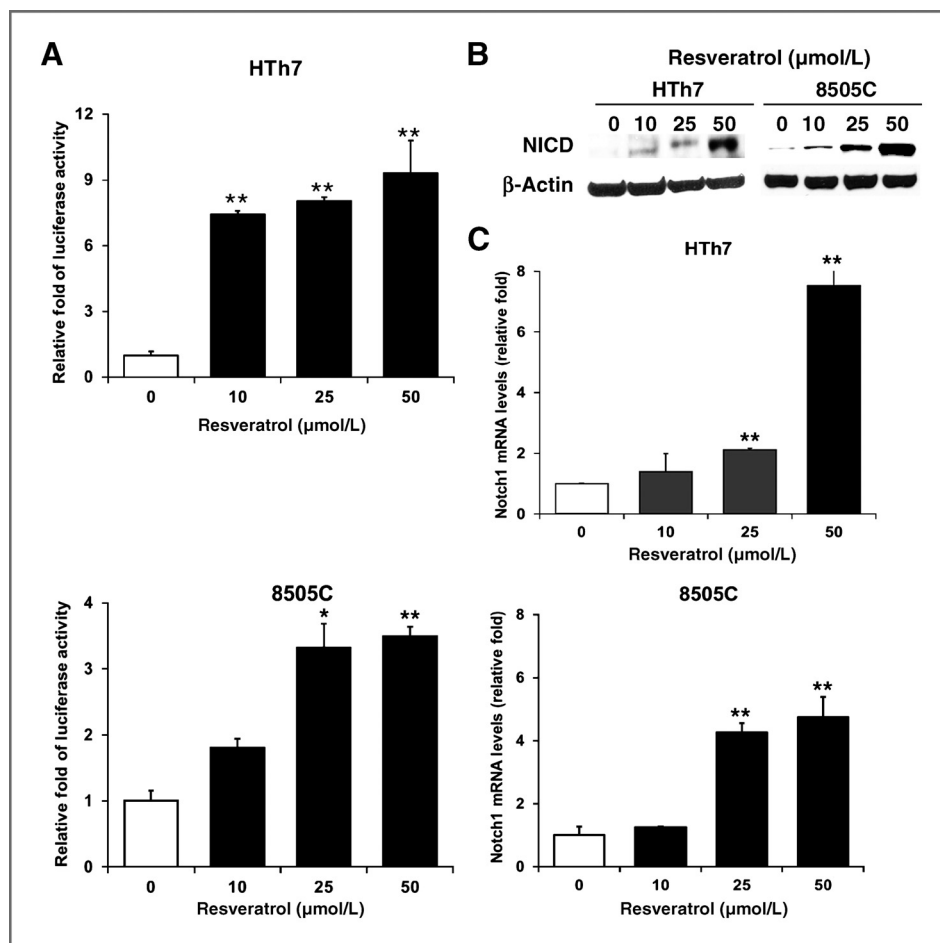 A
HTh7
Relative fold of luciferase activity
12
9
6
3
0
**
**
**
0 10 25 50
Resveratrol (µmol/L)
8505C
Relative fold of luciferase activity
4
3
2
1
0
*
**
0 10 25 50
Resveratrol (µmol/L)
B
Resveratrol (µmol/L)
HTh7 8505C
0 10 25 50 0 10 25 50
NICD
β-Actin
C
HTh7
Notch1 mRNA levels (relative fold)
8
6
4
2
0
**
**
0 10 25 50
Resveratrol (µmol/L)
8505C
Notch1 mRNA levels (relative fold)
8
6
4
2
0
**
**
0 10 25 50
Resveratrol (µmol/L)